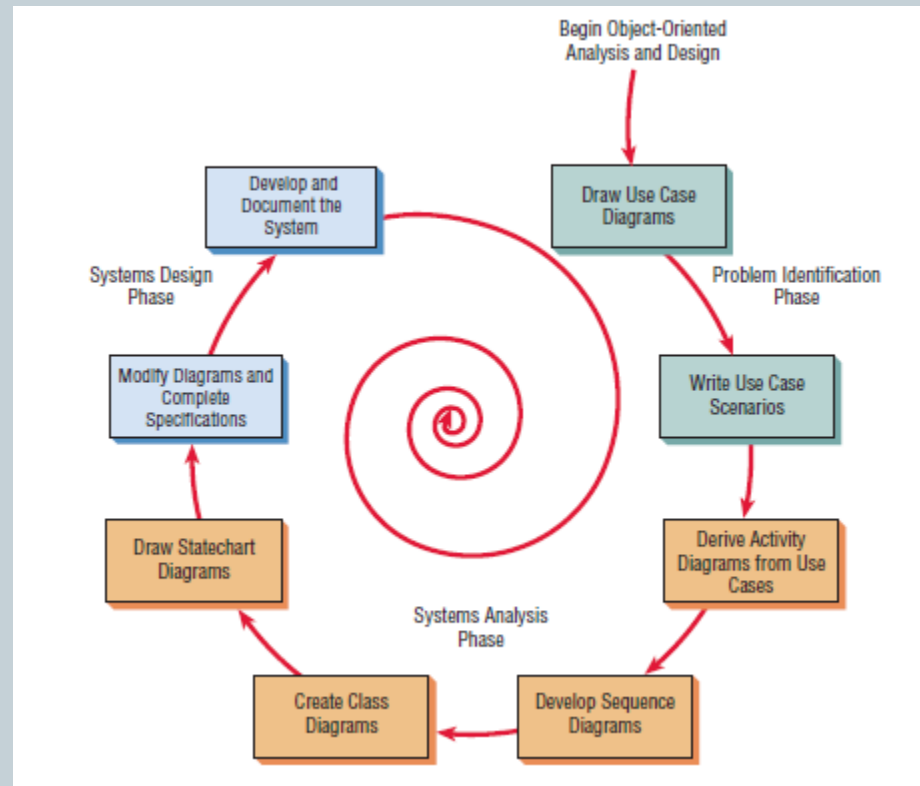 Begin Object-Oriented
Analysis and Design
Draw Use Case
Diagrams
Problem Identification
Phase
Write Use Case
Scenarios
Derive Activity
Diagrams from Use
Cases
Develop Sequence
Diagrams
Systems Analysis
Phase
Create Class
Diagrams
Draw Statechart
Diagrams
Modify Diagrams and
Complete
Specifications
Systems Design
Phase
Develop and
Document the
System